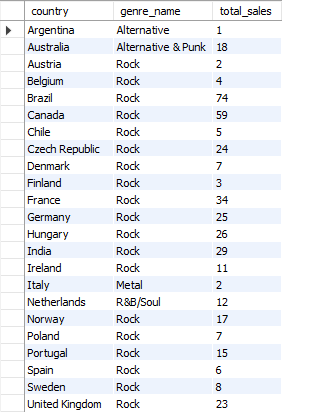 country genre_name total_sales
Argentina Alternative 1
Australia Alternative & Punk 18
Austria Rock 2
Belgium Rock 4
Brazil Rock 74
Canada Rock 59
Chile Rock 5
Czech Republic Rock 24
Denmark Rock 7
Finland Rock 3
France Rock 34
Germany Rock 25
Hungary Rock 26
India Rock 29
Ireland Rock 11
Italy Metal 2
Netherlands R&B/Soul 12
Norway Rock 17
Poland Rock 7
Portugal Rock 15
Spain Rock 6
Sweden Rock 8
United Kingdom Rock 23